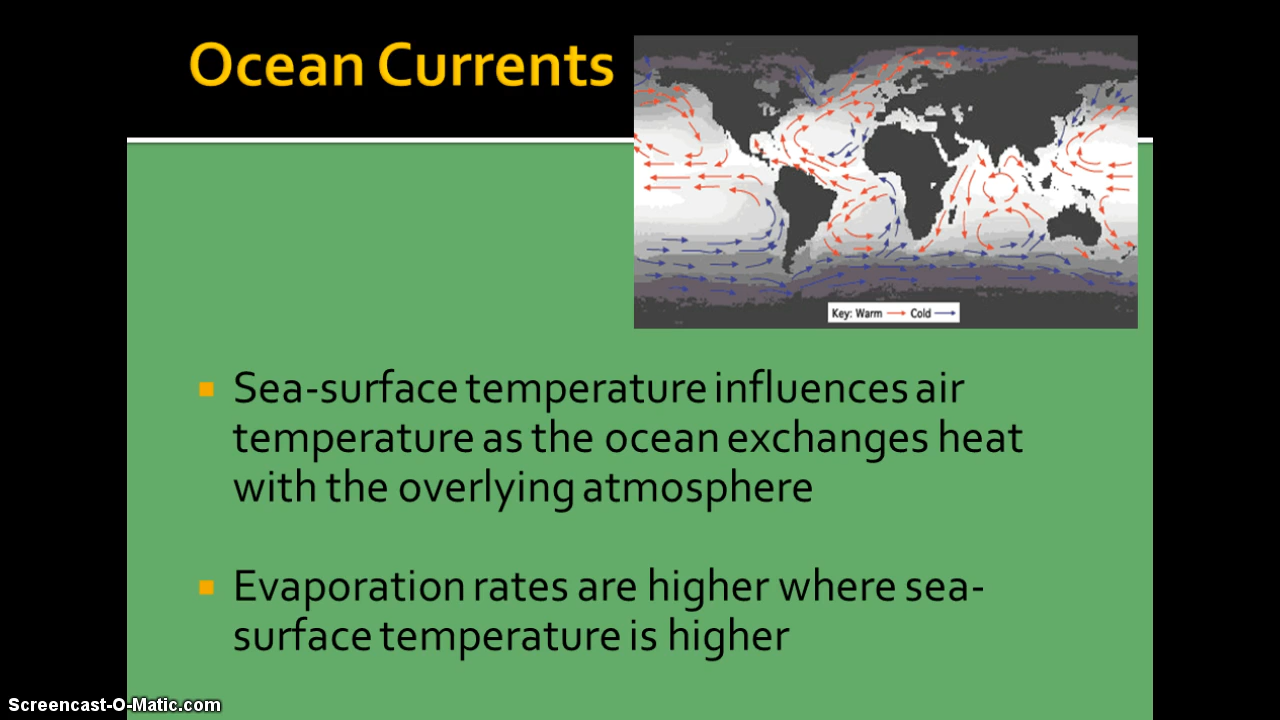 Ocean Currents
Key: Warm Cold
Sea-surface temperature influences air
temperature as the ocean exchanges heat
with the overlying atmosphere
Evaporation rates are higher where sea-
surface temperature is higher
Screencast-O-Matic.com